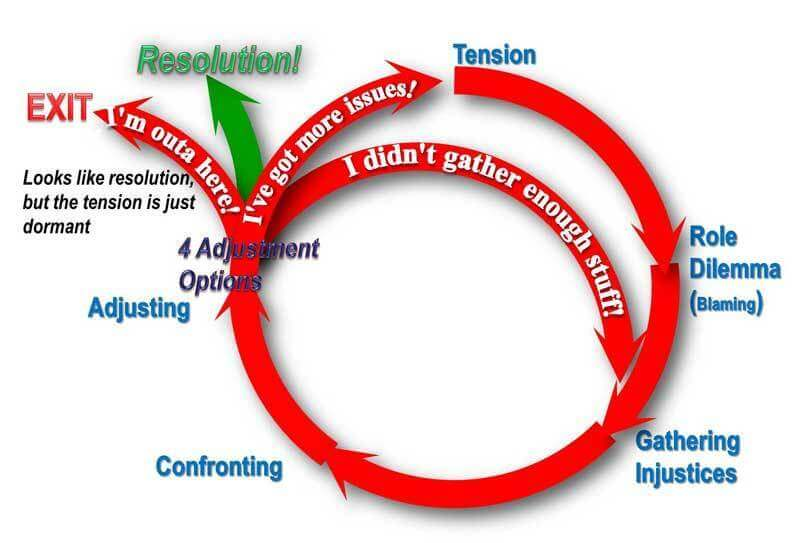 Resolution!
Tension
EXIT
I'm outa here!
I've got more issues!
I didn't gather enough stuff!
Looks like resolution,
but the tension is just
dormant
4 Adjustment
Options
Adjusting
Role
Dilemma
(Blaming)
Confronting
Gathering
Injustices